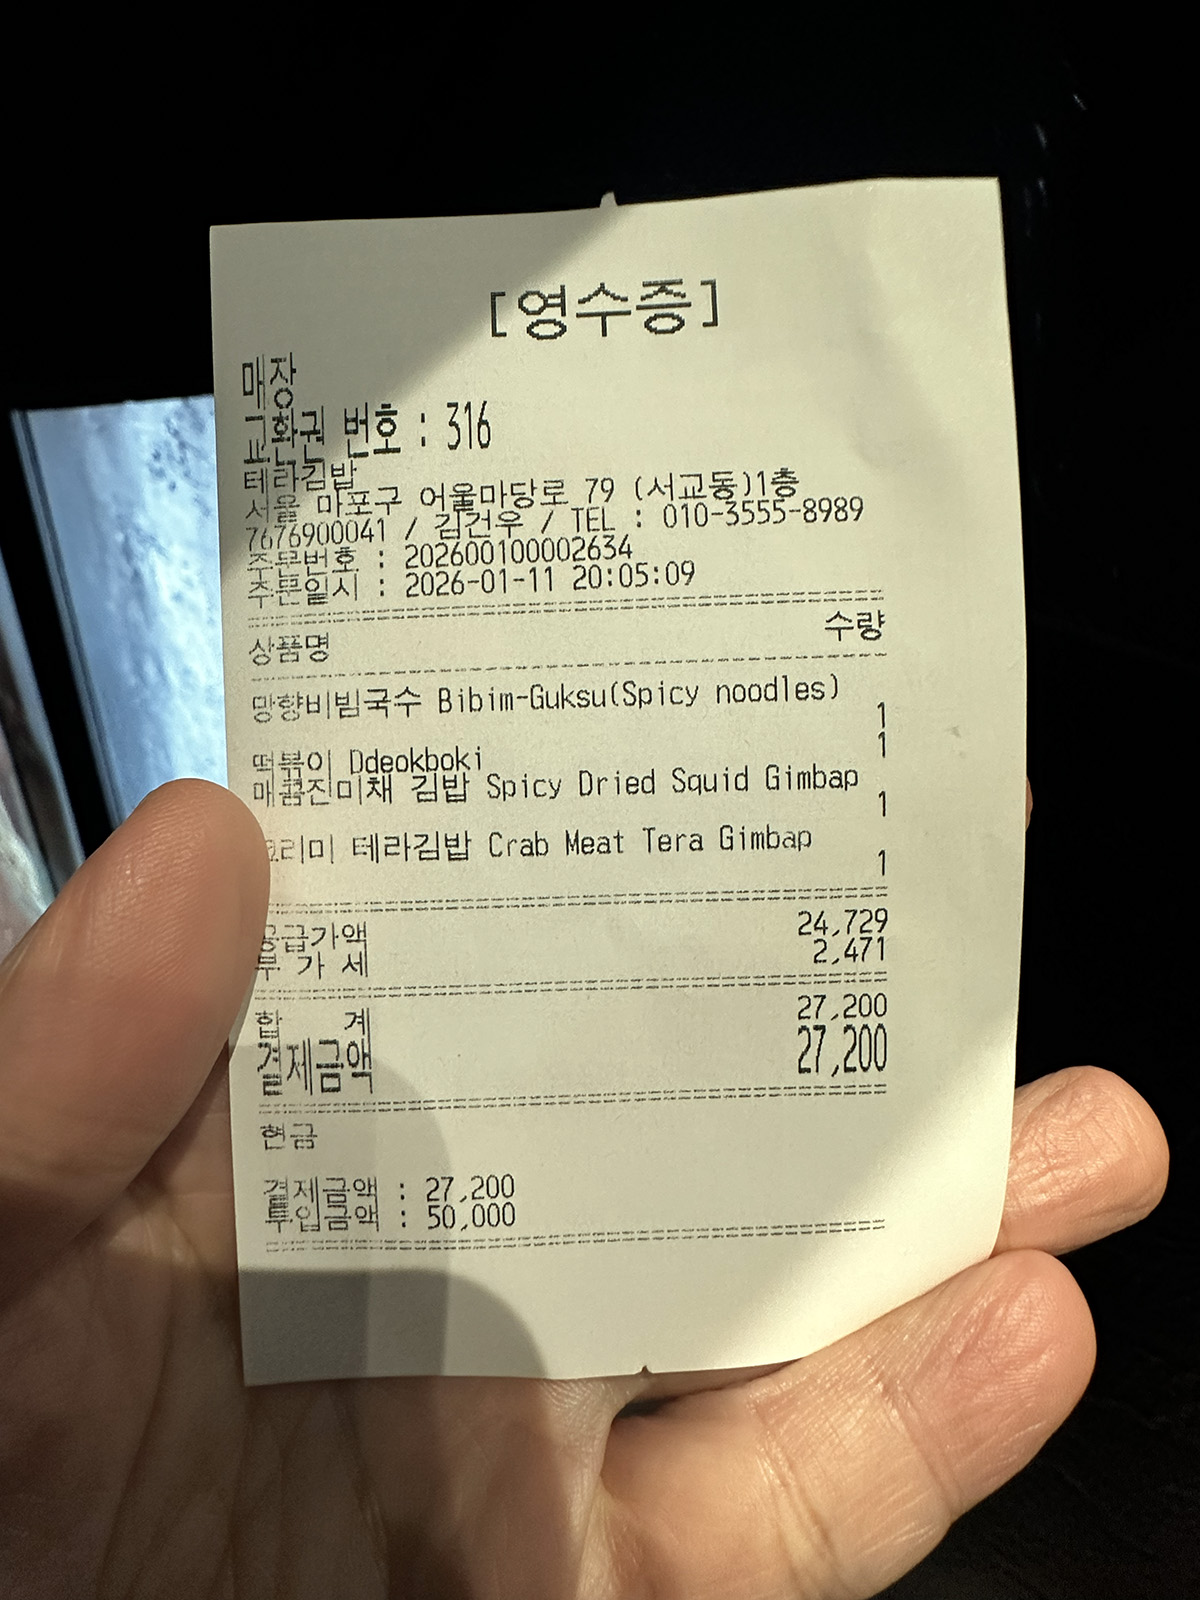 [영수증]
매장
교환권 번호 : 316
테라김밥
서울 마포구 어울마당로 79 (서교동)1층
7676900041 / 김건우 / TEL : 010-3555-8989
주문번호 : 202600100002634
주문일시 : 2026-01-11 20:05:09
상품명 수량
망향비빔국수 Bibim-Guksu(Spicy noodles)
1
1
떡볶이 Ddeokboki
매콤진미채 김밥 Spicy Dried Squid Gimbap
1
크리미 테라김밥 Crab Meat Tera Gimbap
1
공급가액 24,729
부 가 세 2,471
합 계 27,200
결제금액 27,200
현금
결제금액 : 27,200
투입금액 : 50,000